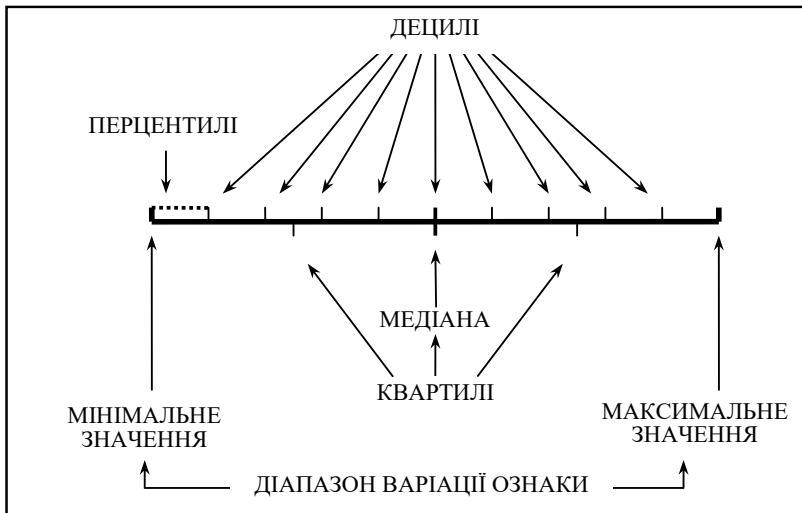 ДЕЦИЛІ
ПЕРЦЕНТИЛІ
МЕДІАНА
КВАРТИЛІ
МІНІМАЛЬНЕ
ЗНАЧЕННЯ
МАКСИМАЛЬНЕ
ЗНАЧЕННЯ
ДІАПАЗОН ВАРІАЦІЇ ОЗНАКИ